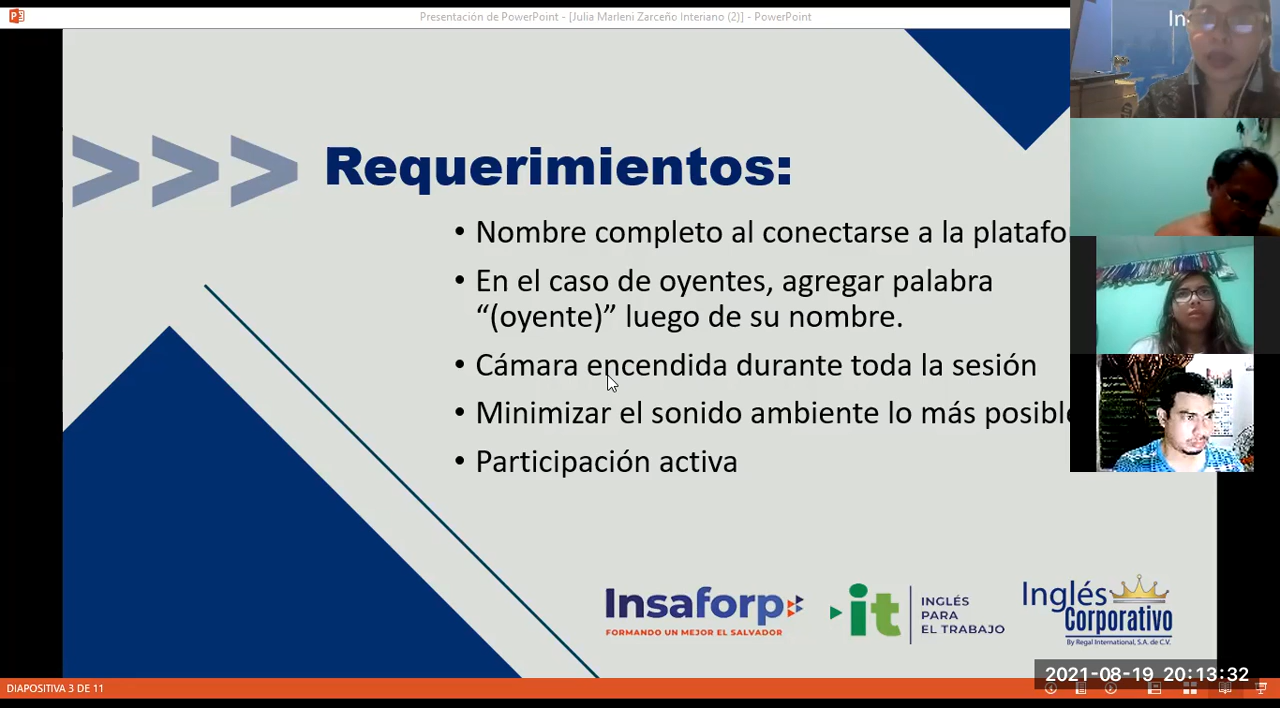 Presentación de PowerPoint - [Julia Marleni Zarceño Interiano (2)] - PowerPoint
In
>>> Requerimientos:
• Nombre completo al conectarse a la platafo
• En el caso de oyentes, agregar palabra
“(oyente)” luego de su nombre.
• Cámara encendida durante toda la sesión
• Minimizar el sonido ambiente lo más posible
• Participación activa
Insaforp
FORMANDO UN MEJOR EL SALVADOR
it
INGLÉS
PARA
EL TRABAJO
Inglés
Corporativo
By Regal International, S.A. de C.V.
2021-08-19 20:13:32
DIAPOSITIVA 3 DE 11